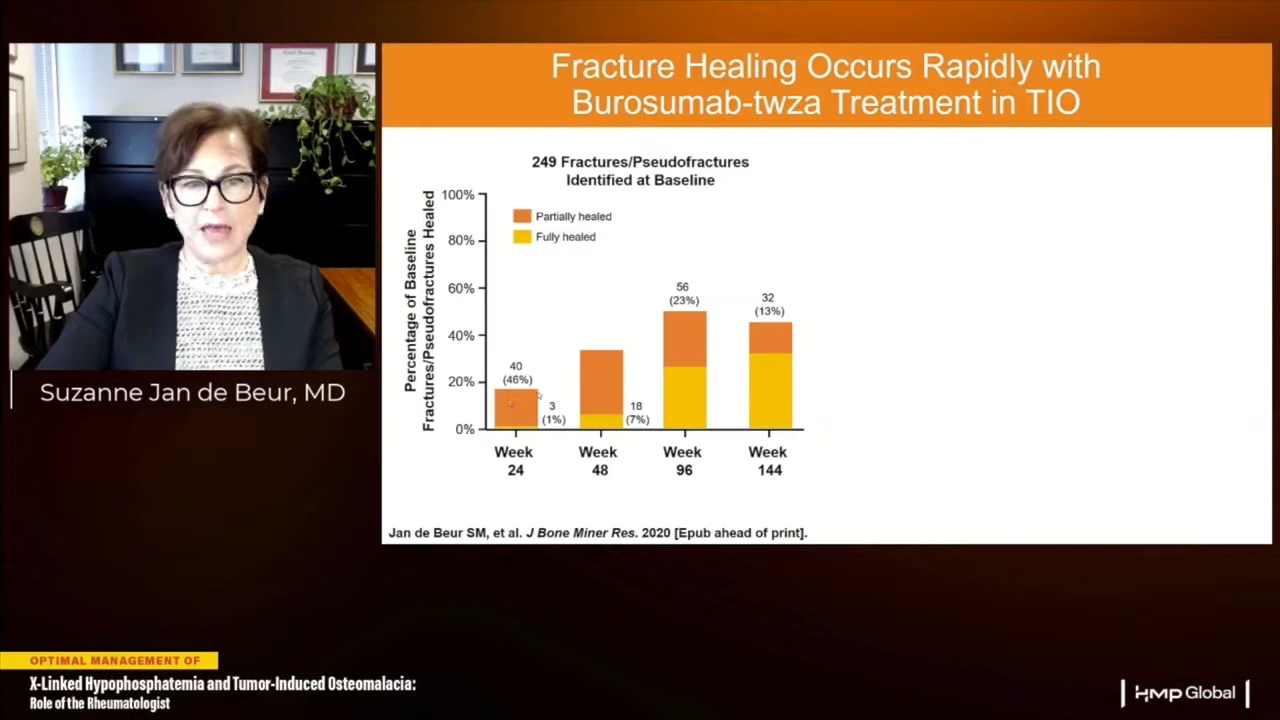 Fracture Healing Occurs Rapidly with
Burosumab-twza Treatment in TIO
249 Fractures/Pseudofractures
Identified at Baseline
Percentage of Baseline
Fractures/Pseudofractures Healed
100%
80%
60%
40%
20%
0%
Partially healed
Fully healed
40
(46%)
3
(1%)
18
(7%)
56
(23%)
32
(13%)
Week
24
Week
48
Week
96
Week
144
Jan de Beur SM, et al. J Bone Miner Res. 2020 [Epub ahead of print].
Suzanne Jan de Beur, MD
OPTIMAL MANAGEMENT OF
X-Linked Hypophosphatemia and Tumor-Induced Osteomalacia:
Role of the Rheumatologist
HMP Global